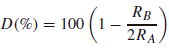 D(%) = 100 (1 − R_B / 2R_A)